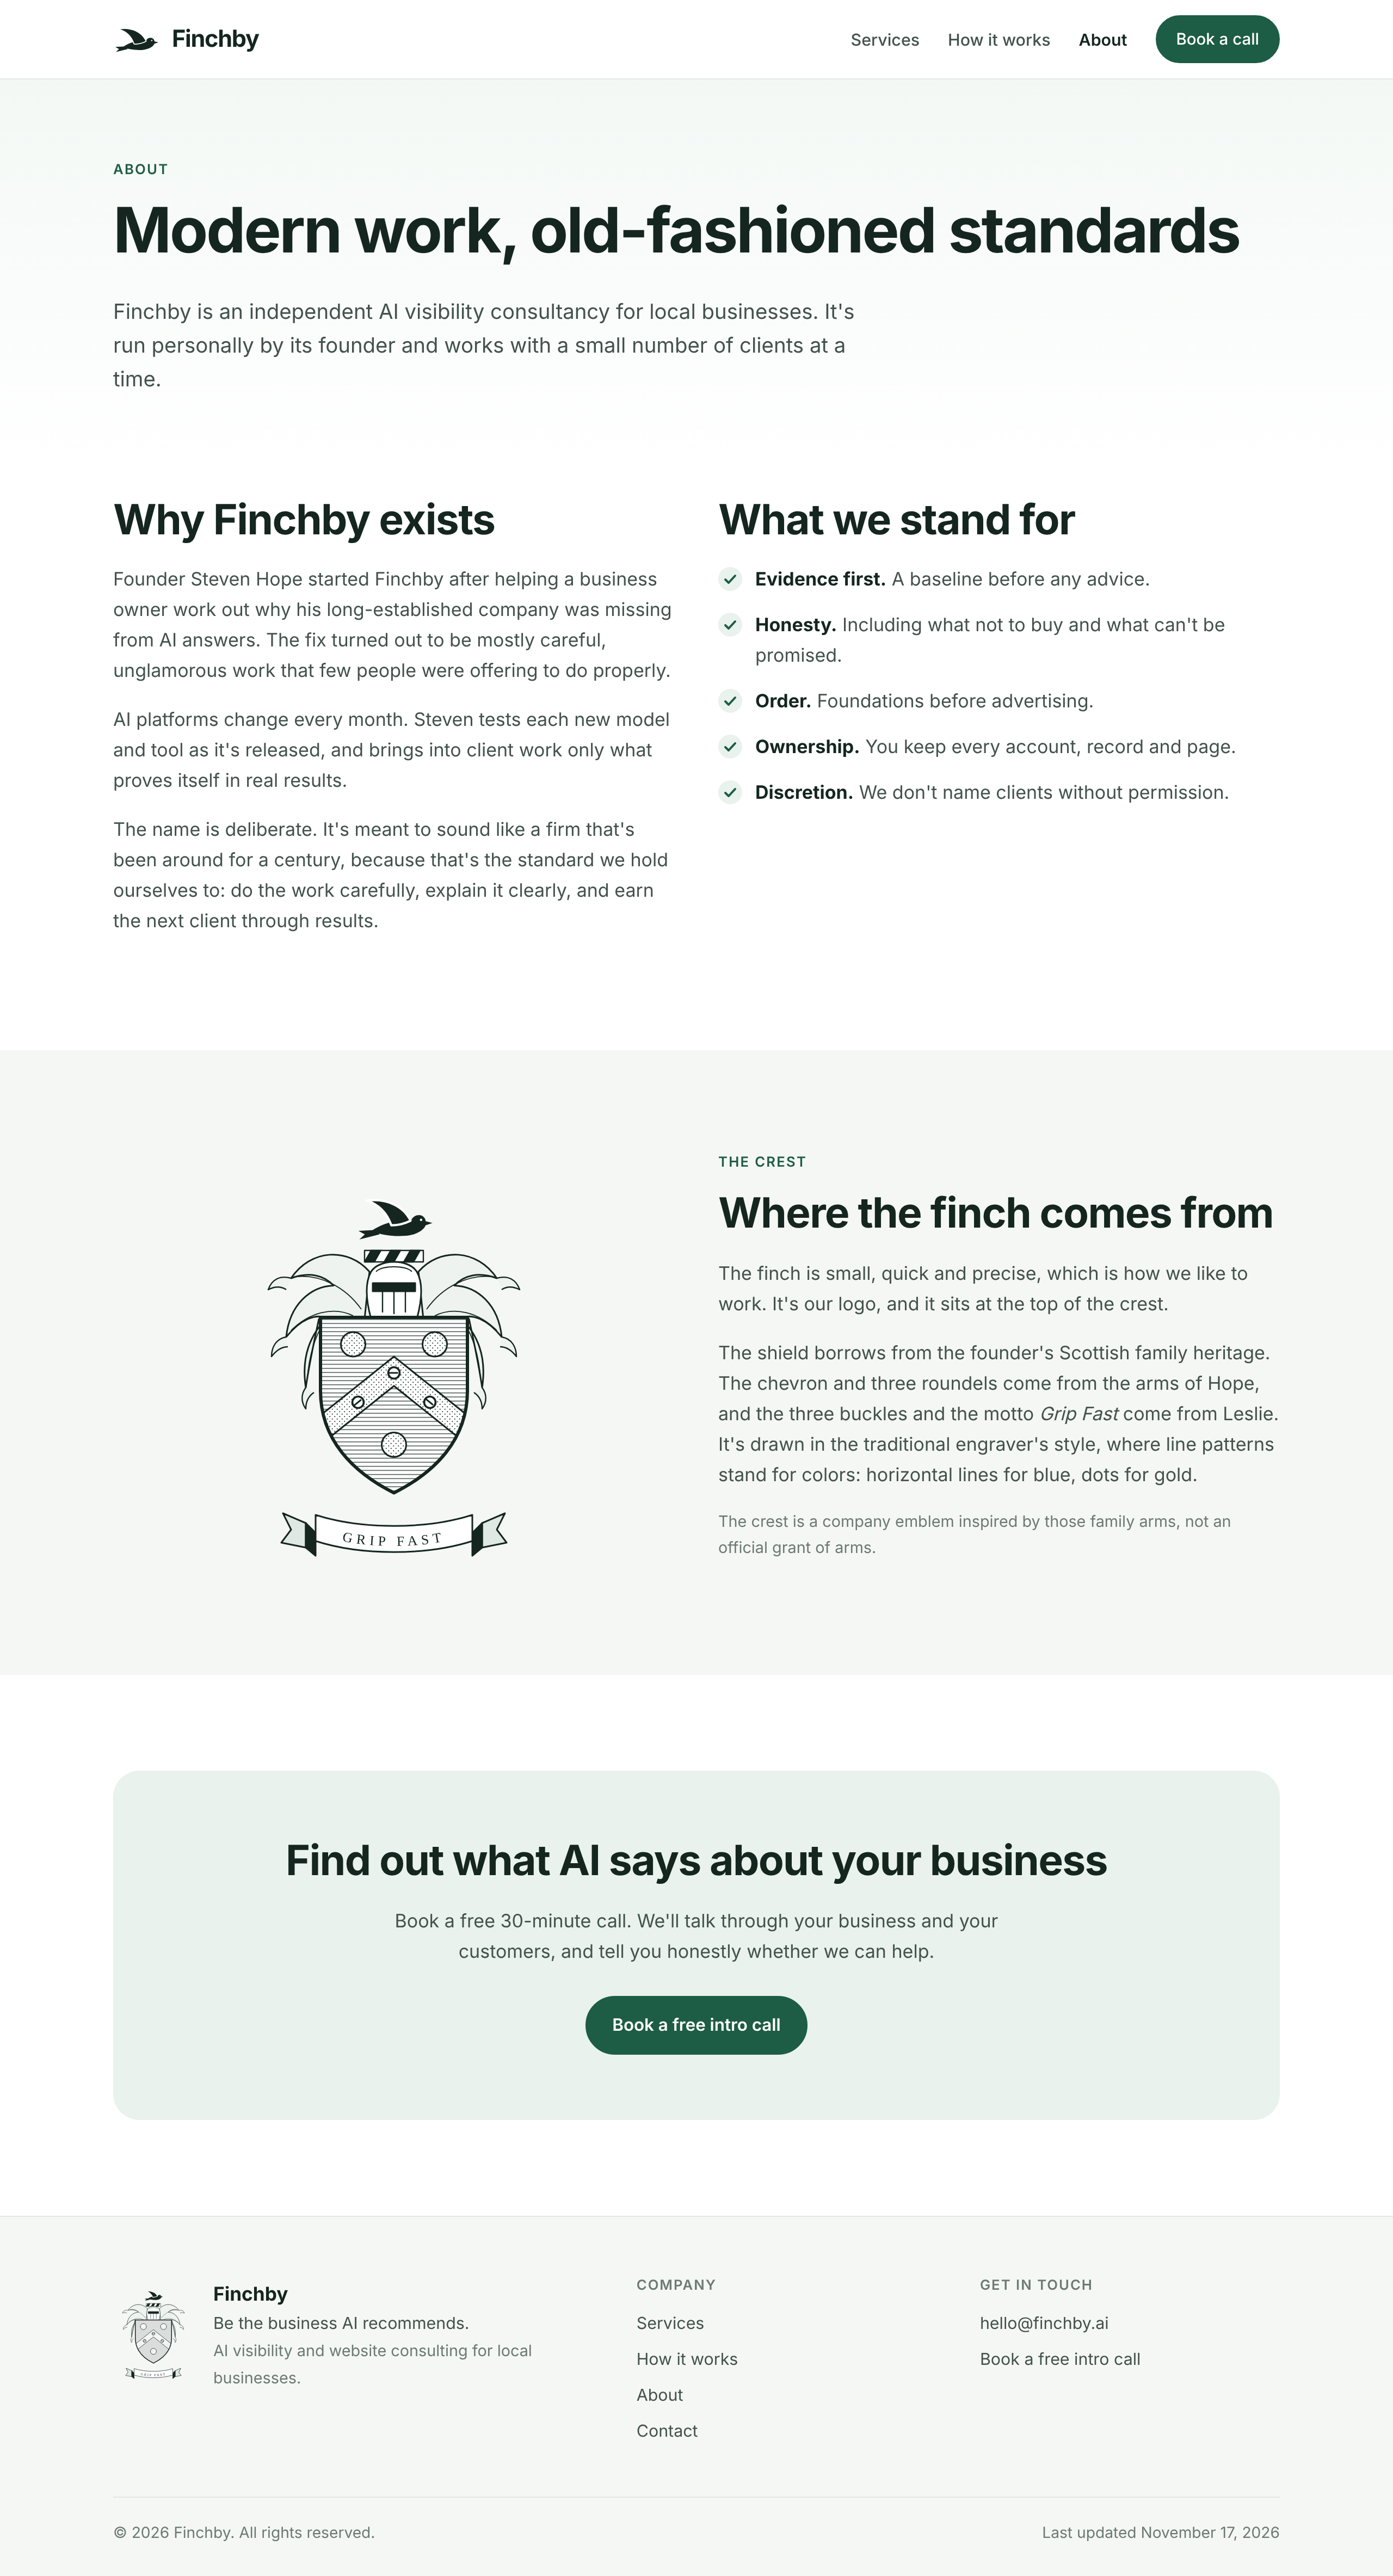 Finchby
Services
How it works
About
Book a call
ABOUT
Modern work, old-fashioned standards
Finchby is an independent AI visibility consultancy for local businesses. It's
run personally by its founder and works with a small number of clients at a
time.
Why Finchby exists
Founder Steven Hope started Finchby after helping a business
owner work out why his long-established company was missing
from AI answers. The fix turned out to be mostly careful,
unglamorous work that few people were offering to do properly.
AI platforms change every month. Steven tests each new model
and tool as it's released, and brings into client work only what
proves itself in real results.
The name is deliberate. It's meant to sound like a firm that's
been around for a century, because that's the standard we hold
ourselves to: do the work carefully, explain it clearly, and earn
the next client through results.
What we stand for
Evidence first. A baseline before any advice.
Honesty. Including what not to buy and what can't be
promised.
Order. Foundations before advertising.
Ownership. You keep every account, record and page.
Discretion. We don't name clients without permission.
GRIP FAST
THE CREST
Where the finch comes from
The finch is small, quick and precise, which is how we like to
work. It's our logo, and it sits at the top of the crest.
The shield borrows from the founder's Scottish family heritage.
The chevron and three roundels come from the arms of Hope,
and the three buckles and the motto Grip Fast come from Leslie.
It's drawn in the traditional engraver's style, where line patterns
stand for colors: horizontal lines for blue, dots for gold.
The crest is a company emblem inspired by those family arms, not an
official grant of arms.
Find out what AI says about your business
Book a free 30-minute call. We'll talk through your business and your
customers, and tell you honestly whether we can help.
Book a free intro call
GRIP FAST
Finchby
Be the business AI recommends.
AI visibility and website consulting for local
businesses.
COMPANY
Services
How it works
About
Contact
GET IN TOUCH
hello@finchby.ai
Book a free intro call
© 2026 Finchby. All rights reserved.
Last updated November 17, 2026